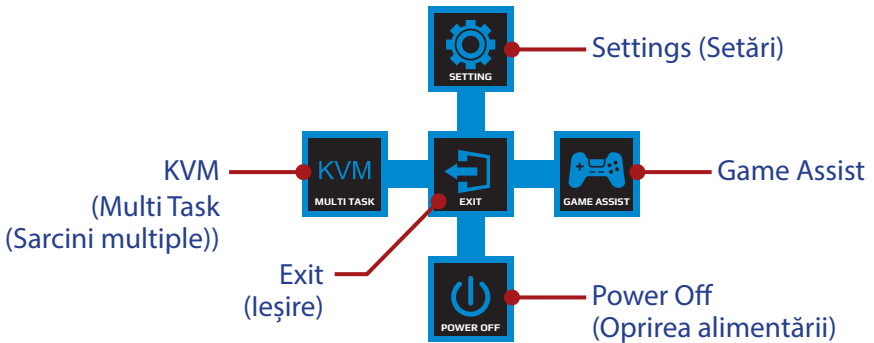 SETTING
Settings (Setări)
KVM
(Multi Task
(Sarcini multiple))
KVM
MULTI TASK
EXIT
GAME ASSIST
Game Assist
Exit
(Ieșire)
POWER OFF
Power Off
(Oprirea alimentării)